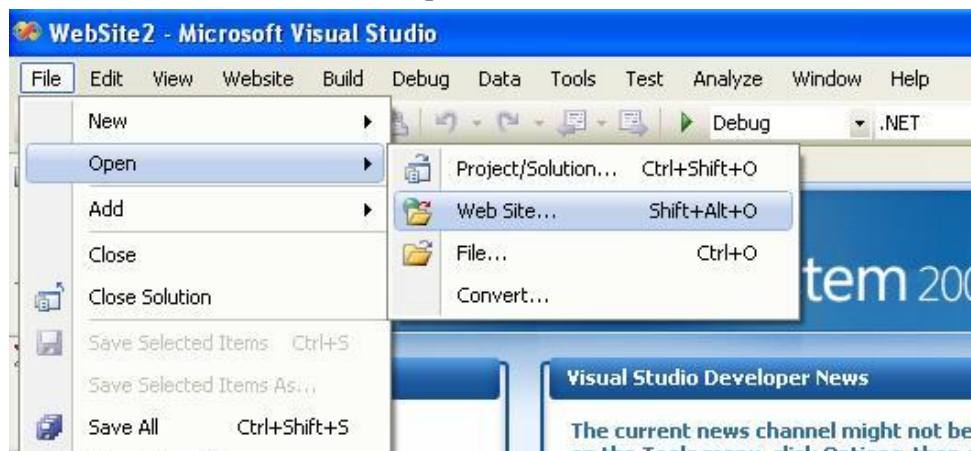 WebSite2 - Microsoft Visual Studio
File Edit View Website Build Debug Data Tools Test Analyze Window Help
New Debug .NET
Open Project/Solution... Ctrl+Shift+O
Add Web Site... Shift+Alt+O
Close File... Ctrl+O
Close Solution Convert... tem 200
Save Selected Items Ctrl+S
Save Selected Items As... Visual Studio Developer News
Save All Ctrl+Shift+S The current news channel might not be